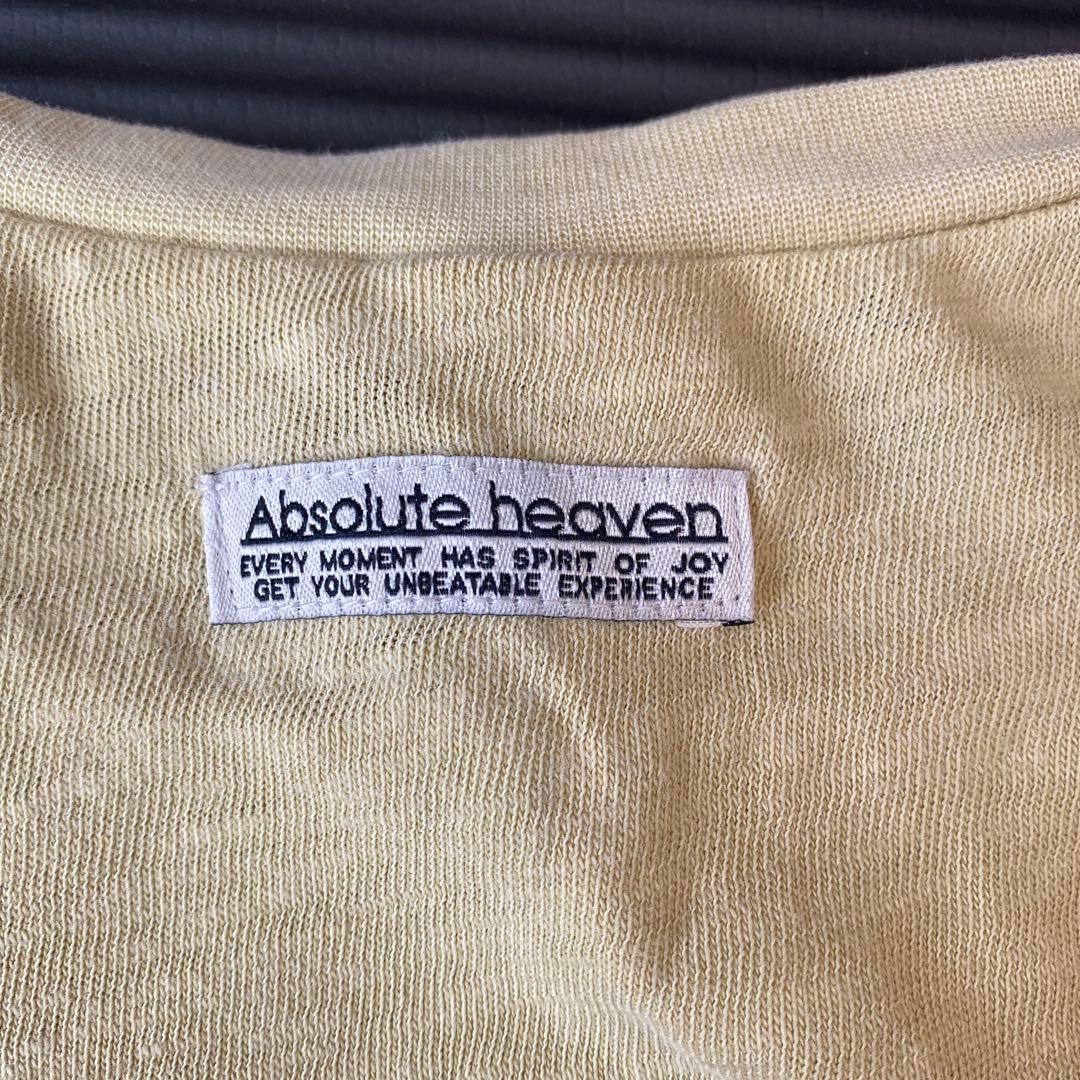 Absolute heaven
EVERY MOMENT HAS SPIRIT OF JOY
GET YOUR UNBEATABLE EXPERIENCE